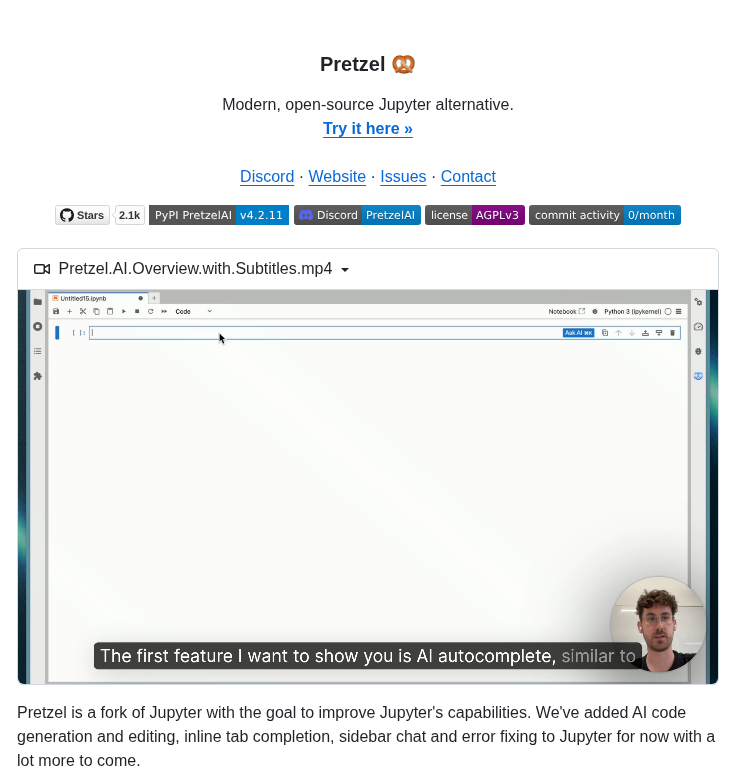 Pretzel 🥨
Modern, open-source Jupyter alternative.
Try it here »
Discord · Website · Issues · Contact
Stars 2.1k PyPI PretzelAI v4.2.11 Discord PretzelAI license AGPLv3 commit activity 0/month
Pretzel.AI.Overview.with.Subtitles.mp4
Untitled15.ipynb
Code Notebook Python 3 (ipykernel)
[ ]: Ask AI ⌘K
The first feature I want to show you is AI autocomplete, similar to
Pretzel is a fork of Jupyter with the goal to improve Jupyter's capabilities. We've added AI code
generation and editing, inline tab completion, sidebar chat and error fixing to Jupyter for now with a
lot more to come.